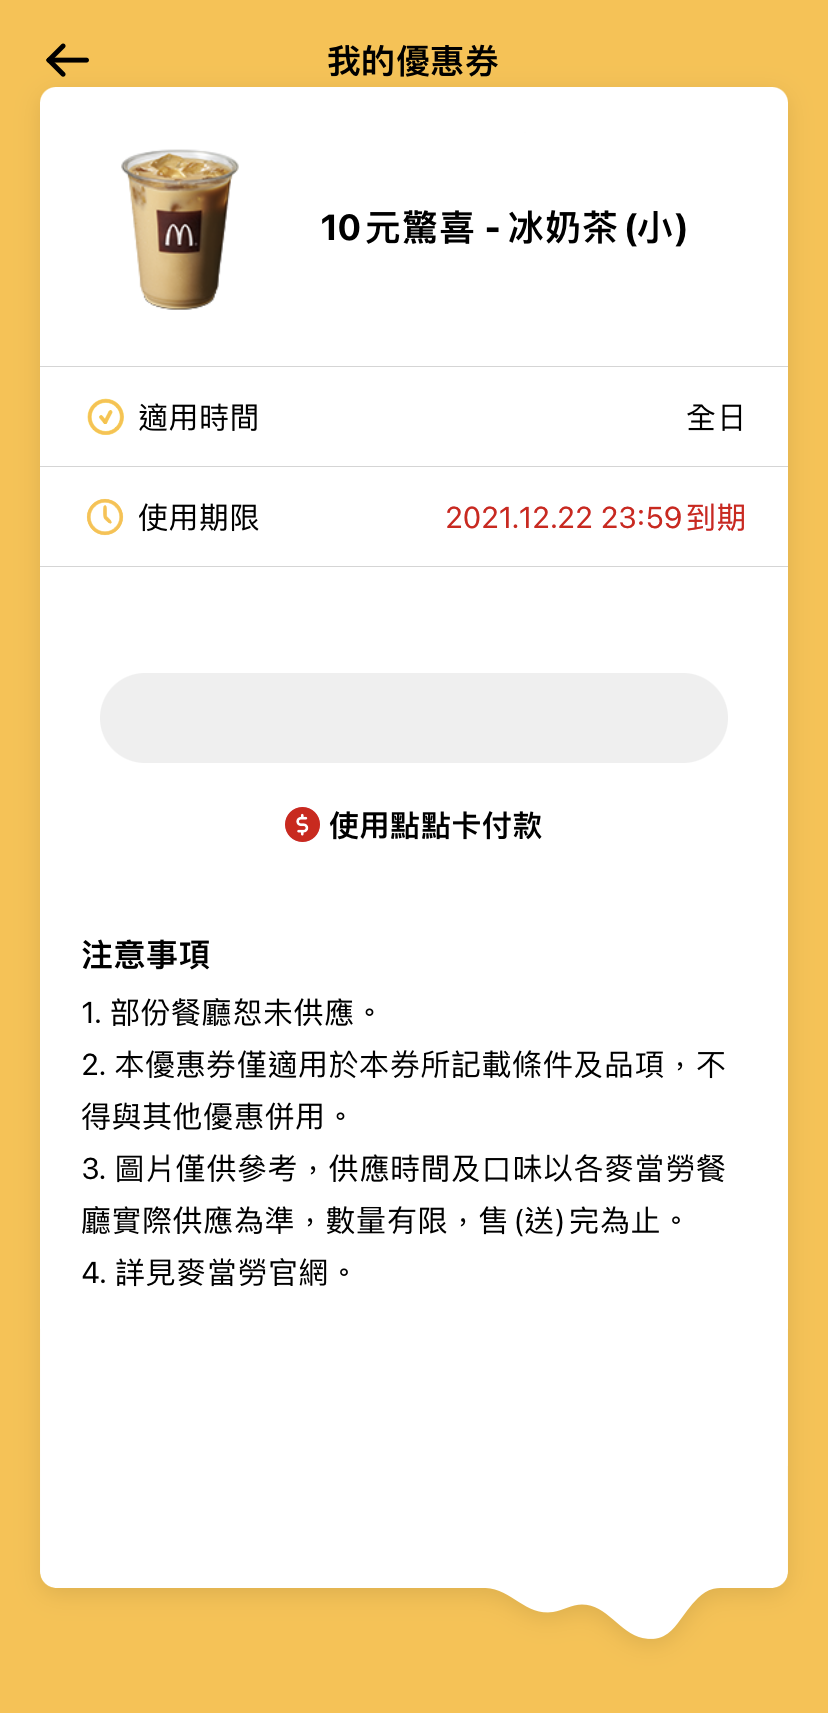 我的優惠券
10元驚喜 - 冰奶茶(小)
適用時間
全日
使用期限
2021.12.22 23:59到期
使用點點卡付款
注意事項
1. 部份餐廳恕未供應。
2. 本優惠券僅適用於本券所記載條件及品項，不
得與其他優惠併用。
3. 圖片僅供參考，供應時間及口味以各麥當勞餐
廳實際供應為準，數量有限，售(送)完為止。
4. 詳見麥當勞官網。